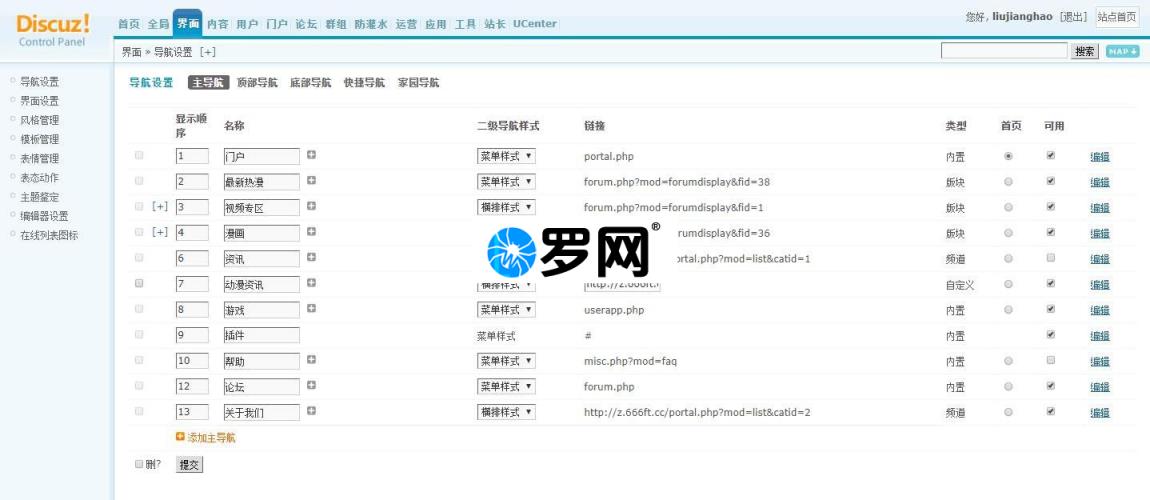 Discuz!
Control Panel
首页 全局 界面 内容 用户 门户 论坛 群组 防灌水 运营 应用 工具 站长 UCenter
您好, liujianghao [退出] 站点首页
界面 » 导航设置 [+]
搜索 MAP
导航设置
界面设置
风格管理
模板管理
表情管理
表态动作
主题鉴定
编辑器设置
在线列表图标
导航设置 主导航 顶部导航 底部导航 快捷导航 家园导航
显示顺序 名称 二级导航样式 链接 类型 首页 可用
1 门户 菜单样式 portal.php 内置 编辑
2 最新热漫 菜单样式 forum.php?mod=forumdisplay&fid=38 版块 编辑
[+] 3 视频专区 横排样式 forum.php?mod=forumdisplay&fid=1 版块 编辑
[+] 4 漫画 rumdisplay&fid=36 版块 编辑
6 资讯 portal.php?mod=list&catid=1 频道 编辑
罗网®
7 动漫资讯 横排样式 http://z.666ft. 自定义 编辑
8 游戏 菜单样式 userapp.php 内置 编辑
9 插件 菜单样式 # 内置 编辑
10 帮助 菜单样式 misc.php?mod=faq 内置 编辑
12 论坛 菜单样式 forum.php 内置 编辑
13 关于我们 横排样式 http://z.666ft.cc/portal.php?mod=list&catid=2 频道 编辑
添加主导航
删? 提交